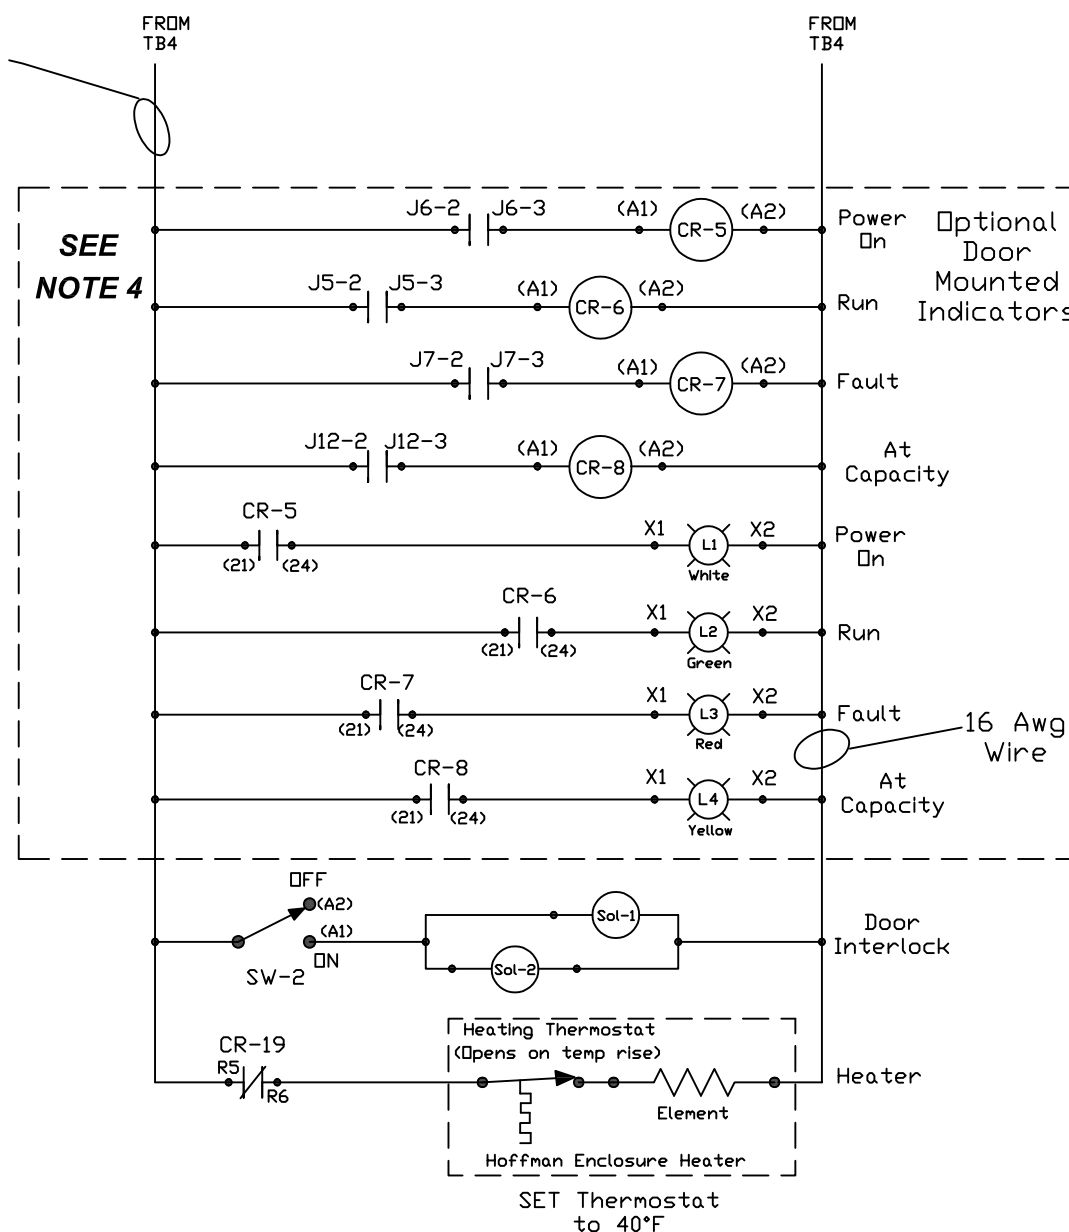 FROM
TB4
FROM
TB4
SEE
NOTE 4
J6-2 J6-3 (A1) CR-5 (A2) Power
On
Optional
Door
Mounted
Indicators
J5-2 J5-3 (A1) CR-6 (A2) Run
J7-2 J7-3 (A1) CR-7 (A2) Fault
J12-2 J12-3 (A1) CR-8 (A2) At
Capacity
CR-5
(21) (24)
X1 L1 X2
White
Power
On
CR-6
(21) (24)
X1 L2 X2
Green
Run
CR-7
(21) (24)
X1 L3 X2
Red
Fault
16 Awg
Wire
CR-8
(21) (24)
X1 L4 X2
Yellow
At
Capacity
OFF
(A2)
(A1)
ON
SW-2
Sol-1
Sol-2
Door
Interlock
CR-19
R5
R6
Heating Thermostat
(Opens on temp rise)
Element
Hoffman Enclosure Heater
Heater
SET Thermostat
to 40°F